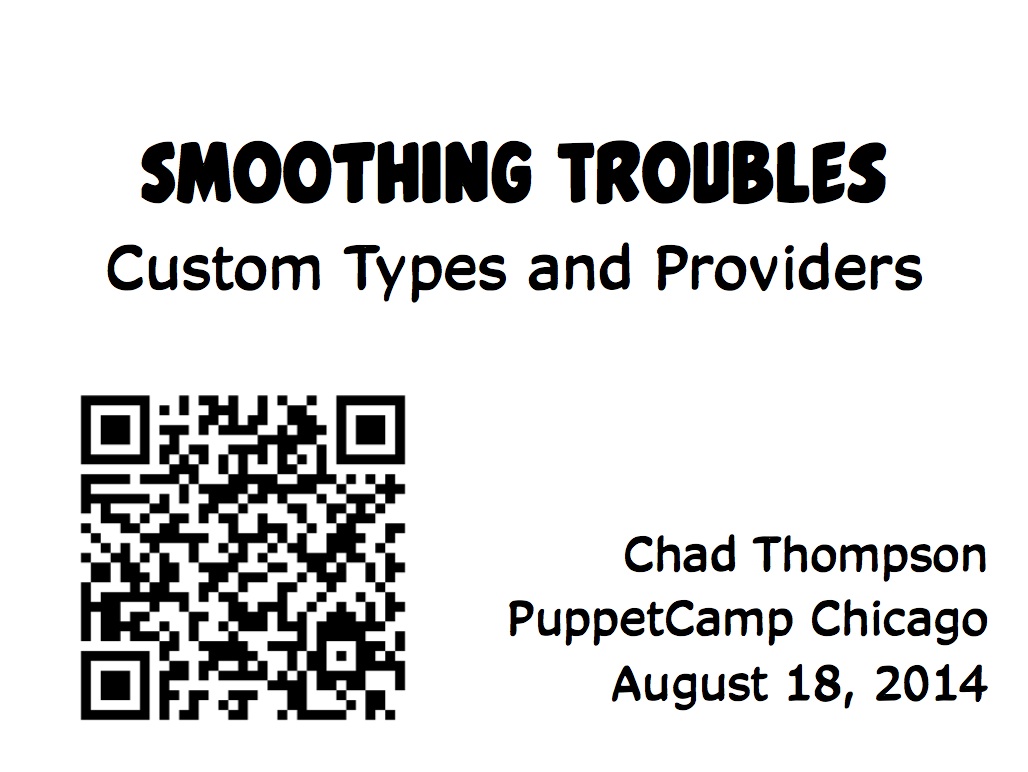 SMOOTHING TROUBLES
Custom Types and Providers
Chad Thompson
PuppetCamp Chicago
August 18, 2014